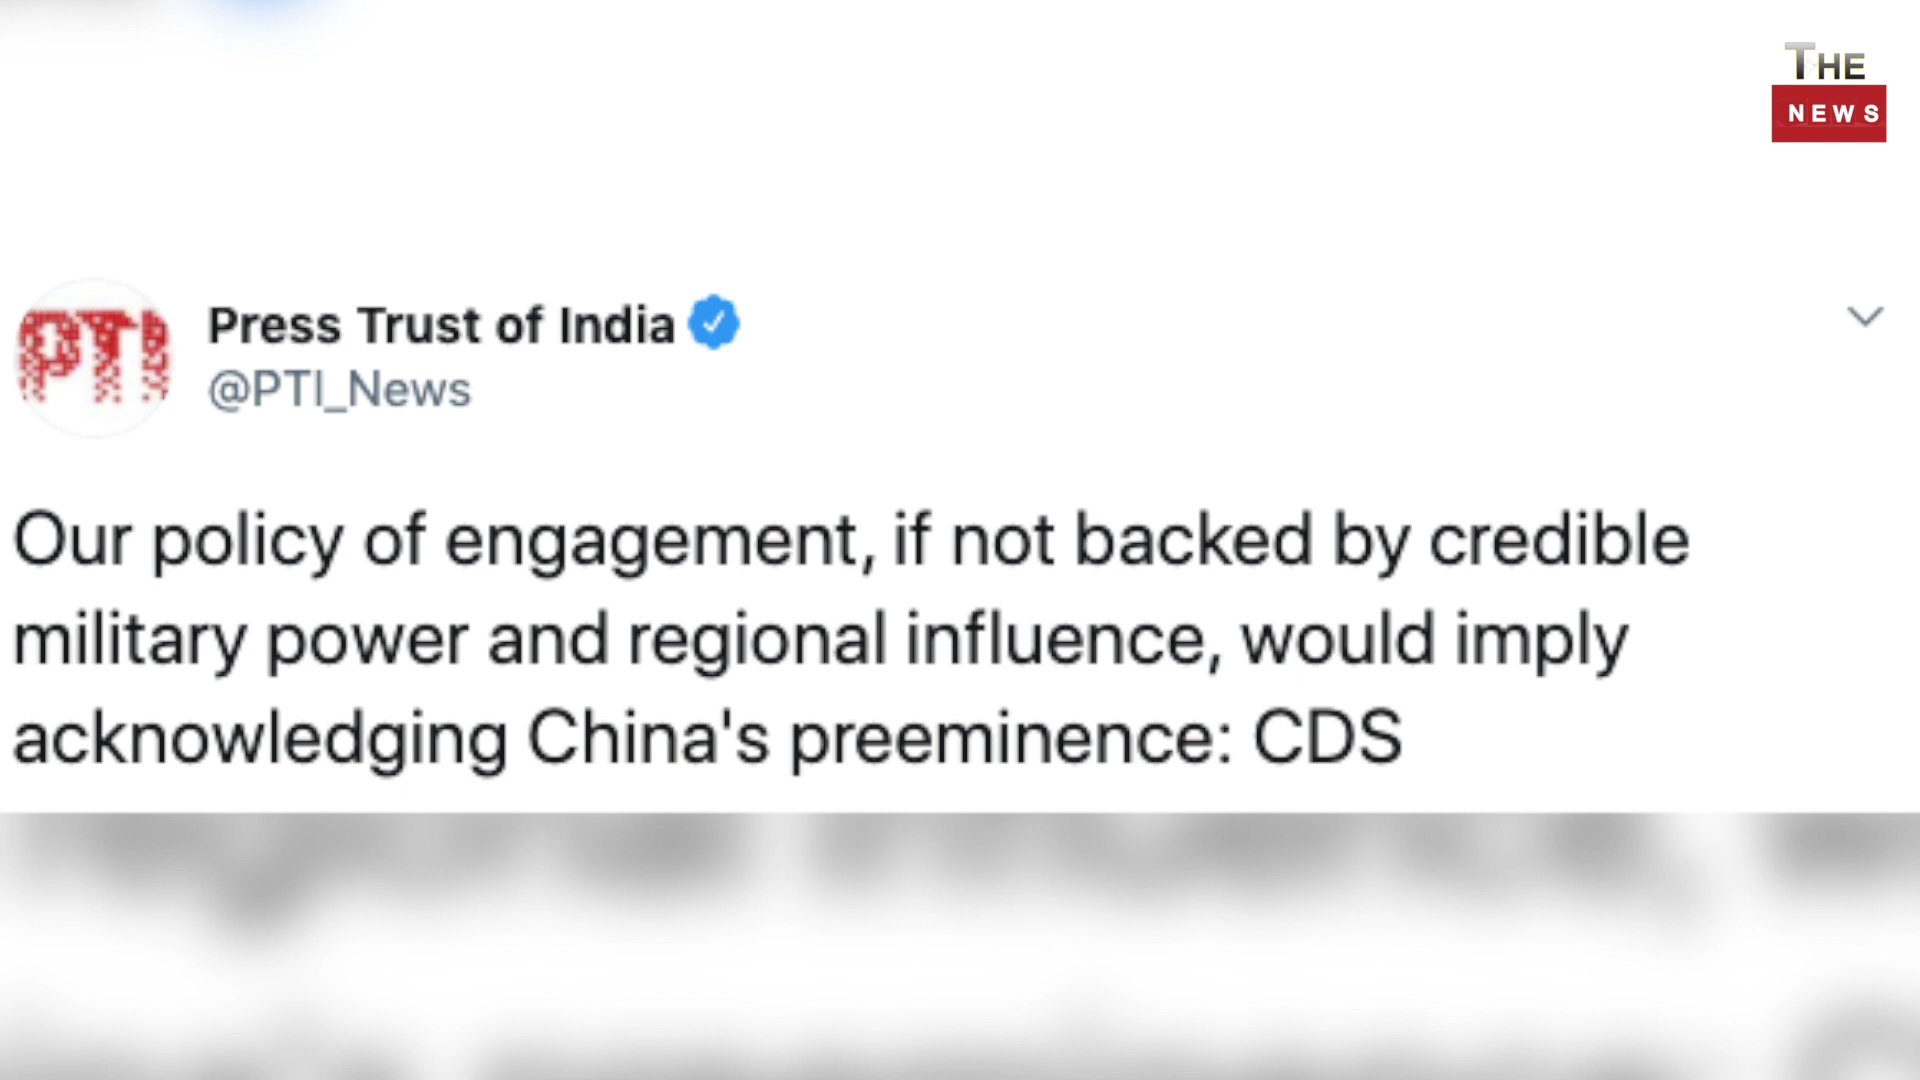 THE
NEWS
PTI
Press Trust of India
@PTI_News
Our policy of engagement, if not backed by credible
military power and regional influence, would imply
acknowledging China's preeminence: CDS